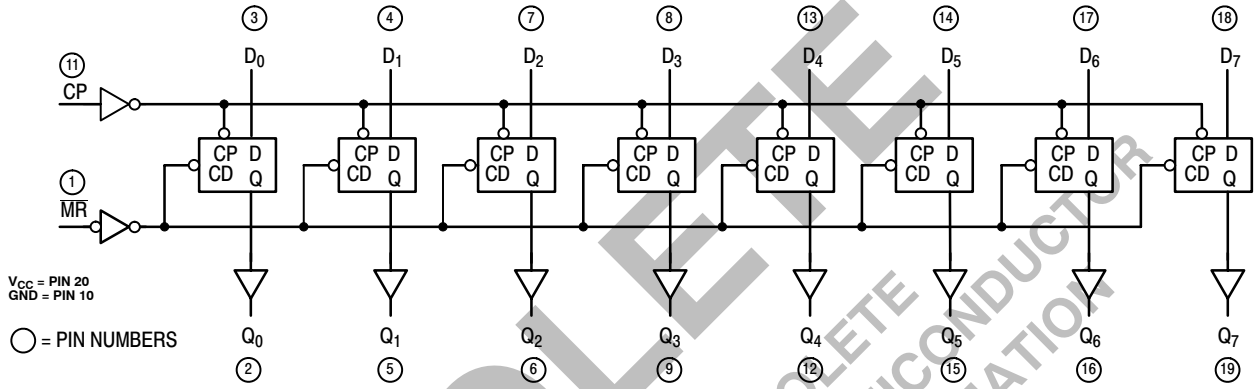 3 4 7 8 13 14 17 18
11 D0 D1 D2 D3 D4 D5 D6 D7
CP
CP D CP D CP D CP D CP D CP D CP D CP D
CD CD CD CD CD CD CD CD
Q Q Q Q Q Q Q Q
1
MR
VCC = PIN 20
GND = PIN 10
= PIN NUMBERS
Q0 Q1 Q2 Q3 Q4 Q5 Q6 Q7
2 5 6 9 12 15 16 19